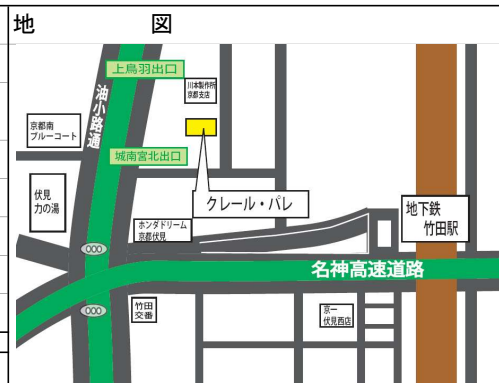 地 図
上鳥羽出口
川本製作所
京都支店
油小路通
京都南
ブルーコート
城南宮北出口
伏見
力の湯
クレール・パレ
地下鉄
竹田駅
ホンダドリーム
京都伏見
名神高速道路
竹田
交番
京一
伏見西店